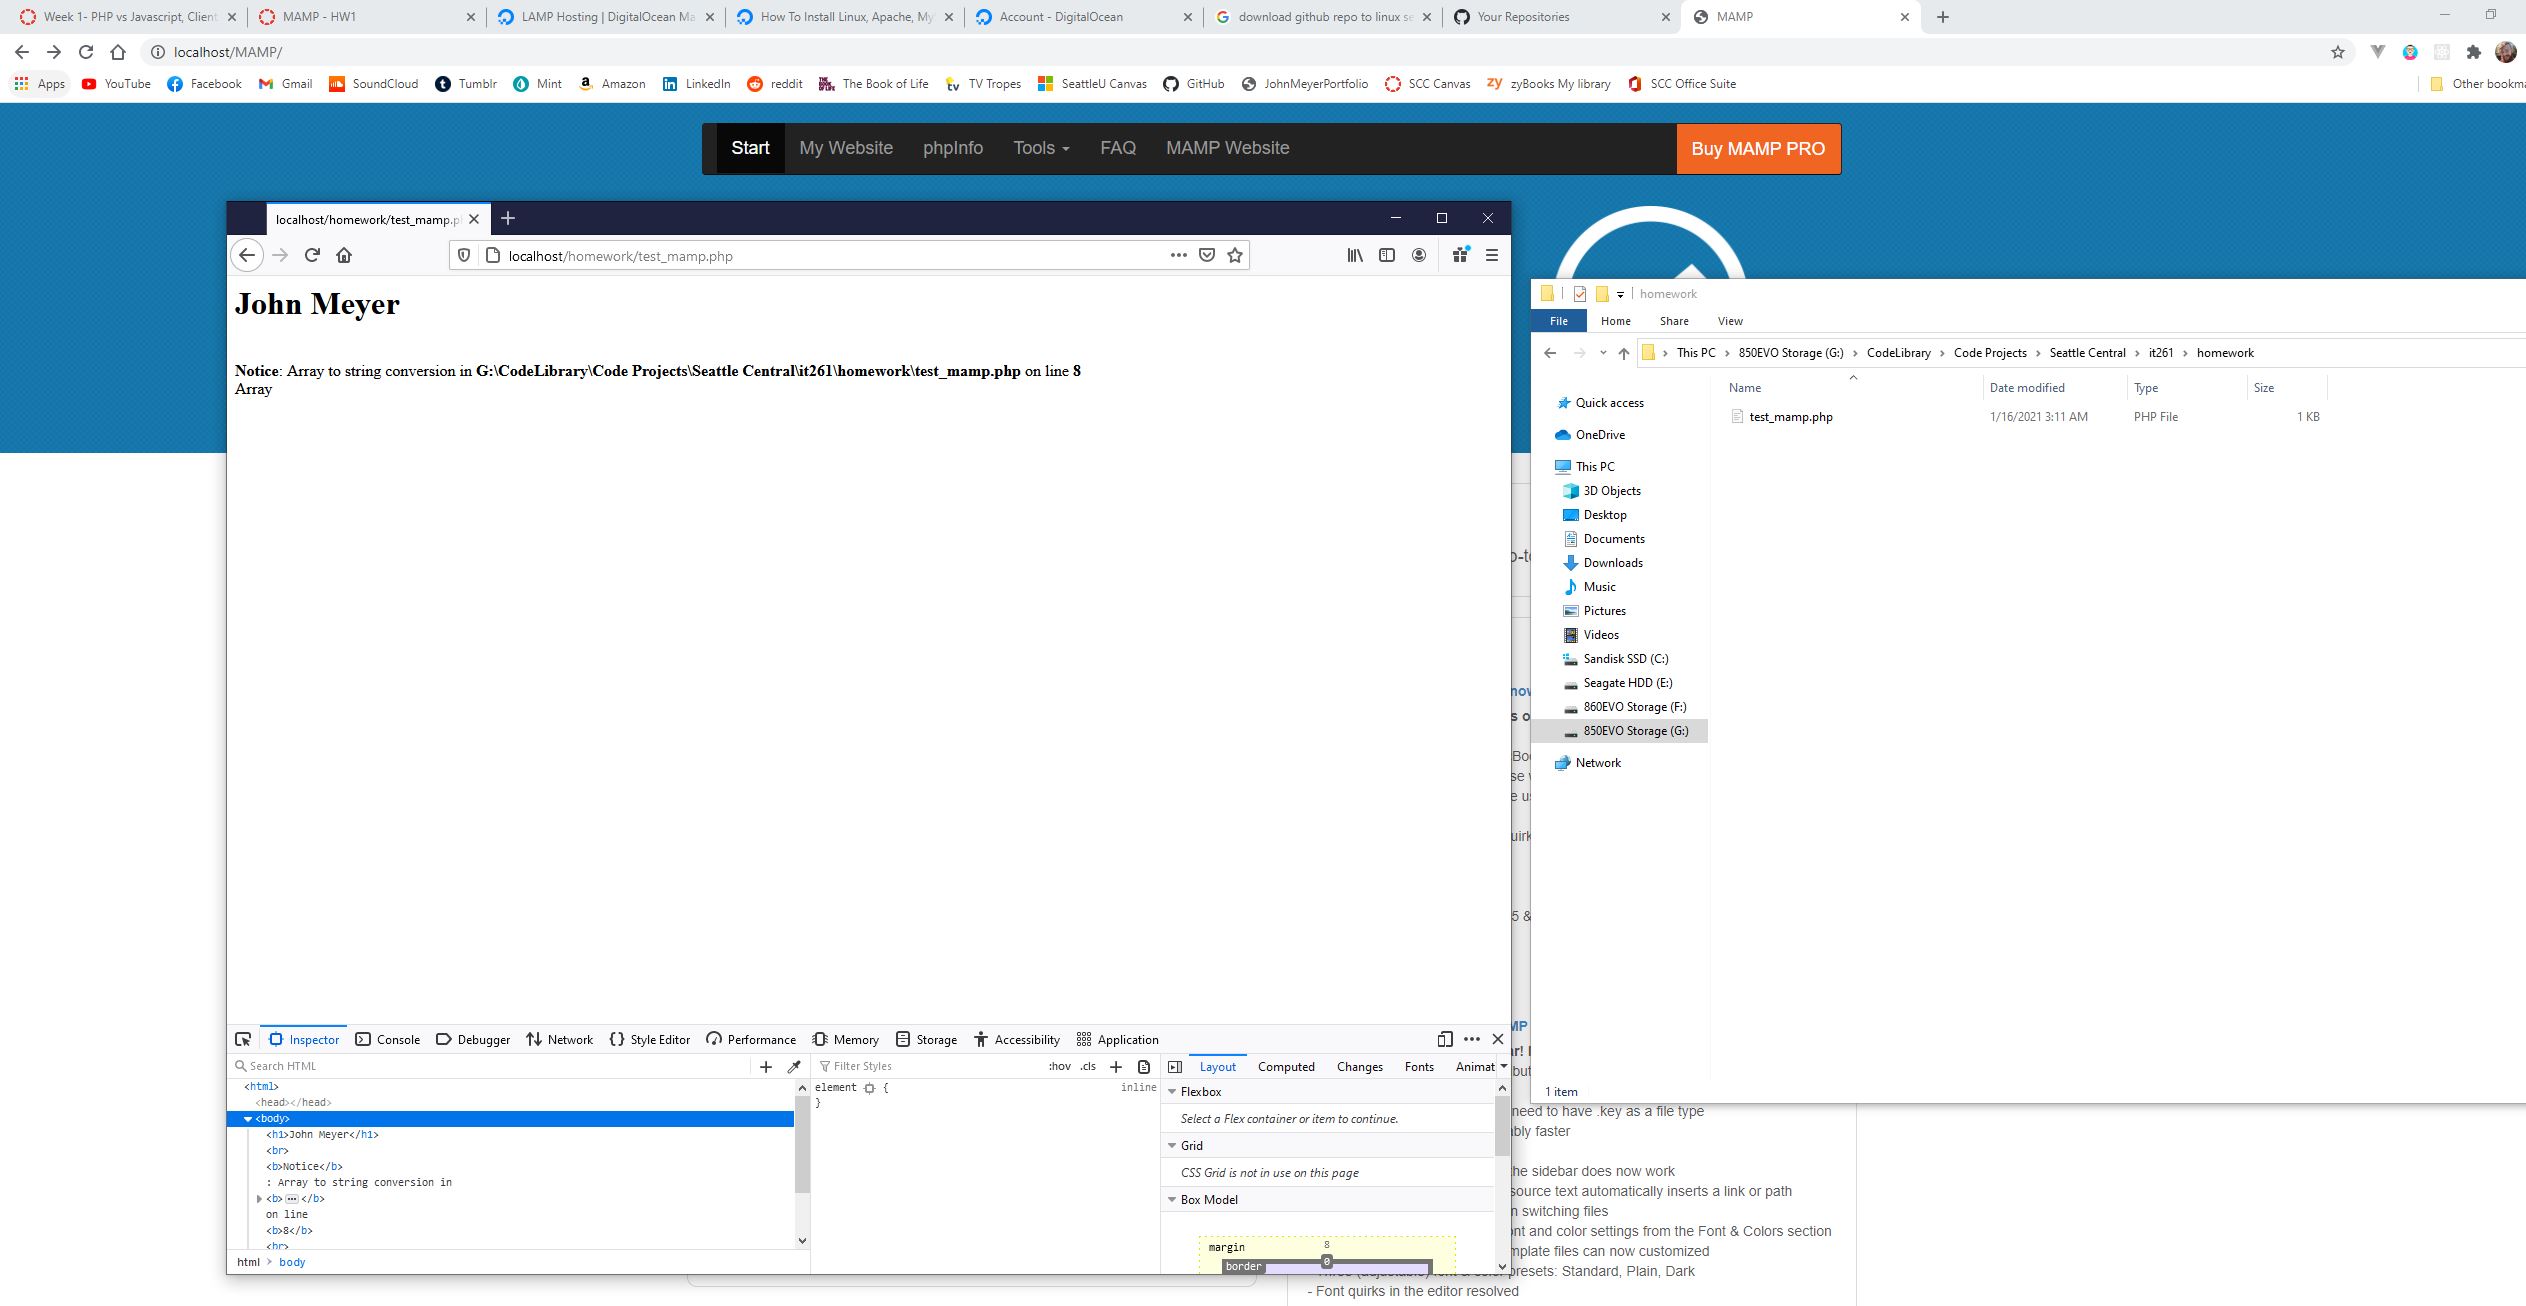 Week 1- PHP vs Javascript, Client
MAMP - HW1
LAMP Hosting | DigitalOcean Ma
How To Install Linux, Apache, My
Account - DigitalOcean
download github repo to linux se
Your Repositories
MAMP
localhost/MAMP/
Apps YouTube Facebook Gmail SoundCloud Tumblr Mint Amazon LinkedIn reddit The Book of Life TV Tropes SeattleU Canvas GitHub JohnMeyerPortfolio SCC Canvas zyBooks My library SCC Office Suite Other bookma
Start My Website phpInfo Tools FAQ MAMP Website Buy MAMP PRO
localhost/homework/test_mamp.p
localhost/homework/test_mamp.php
John Meyer
Notice: Array to string conversion in G:\CodeLibrary\Code Projects\Seattle Central\it261\homework\test_mamp.php on line 8
Array
Inspector Console Debugger Network Style Editor Performance Memory Storage Accessibility Application
Search HTML
<html>
<head></head>
<body>
<h1>John Meyer</h1>
<br>
<b>Notice</b>
: Array to string conversion in
<b> ••• </b>
on line
<b>8</b>
<br>
html > body
Filter Styles :hov .cls +
element { inline
}
Layout Computed Changes Fonts Animat
Flexbox
Select a Flex container or item to continue.
Grid
CSS Grid is not in use on this page
Box Model
margin 8
border 0
homework
File Home Share View
This PC > 850EVO Storage (G:) > CodeLibrary > Code Projects > Seattle Central > it261 > homework
Name Date modified Type Size
test_mamp.php 1/16/2021 3:11 AM PHP File 1 KB
Quick access
OneDrive
This PC
3D Objects
Desktop
Documents
Downloads
Music
Pictures
Videos
Sandisk SSD (C:)
Seagate HDD (E:)
860EVO Storage (F:)
850EVO Storage (G:)
Network
1 item
need to have .key as a file type
bly faster
he sidebar does now work
source text automatically inserts a link or path
n switching files
nt and color settings from the Font & Colors section
mplate files can now customized
presets: Standard, Plain, Dark
- Font quirks in the editor resolved